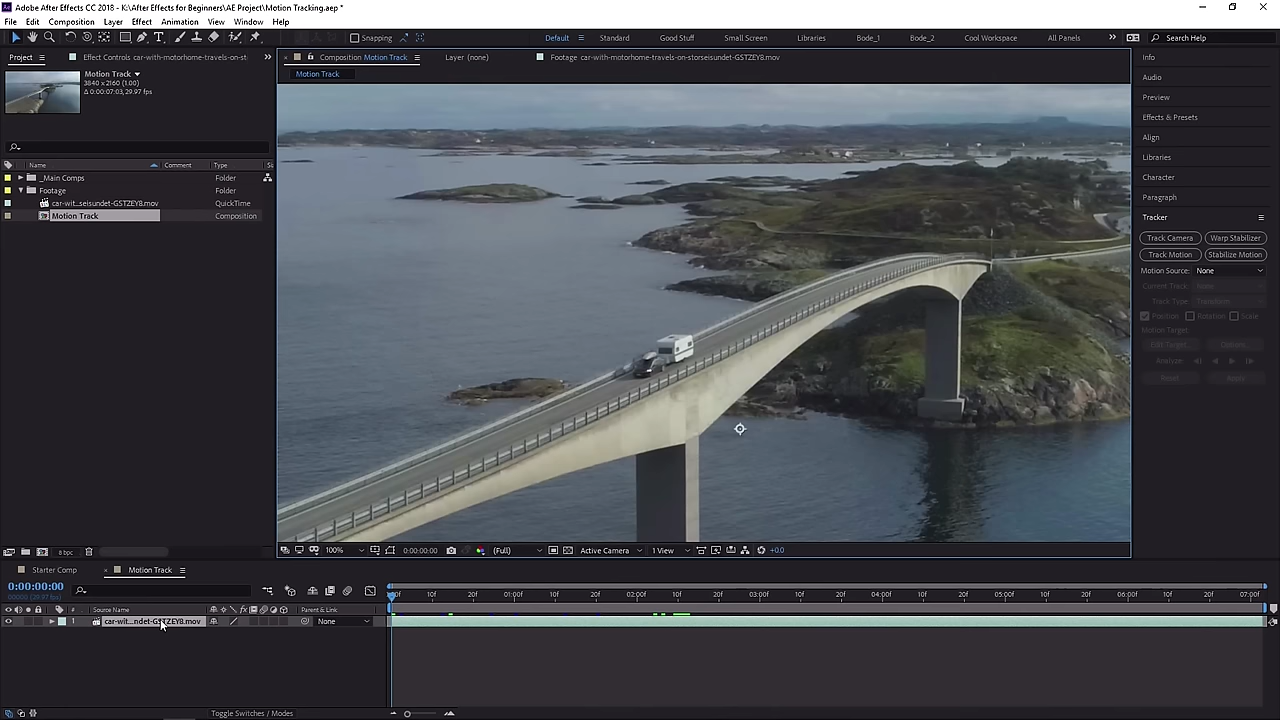 Adobe After Effects CC 2018 - K:\After Effects for Beginners\AE Project\Motion Tracking.aep *
File Edit Composition Layer Effect Animation View Window Help
Snapping
Default Standard Good Stuff Small Screen Libraries Bode_1 Bode_2 Cool Workspace All Panels Search Help
Project Effect Controls car-with-motorhome-travels-on-st
Composition Motion Track Layer (none) Footage car-with-motorhome-travels-on-storseisundet-GSTZEY8.mov
Motion Track
Motion Track
3840 x 2160 (1.00)
Δ 0:00:07:03, 29.97 fps
Name Comment Type
_Main Comps Folder
Footage Folder
car-wit...seisundet-GSTZEY8.mov QuickTime
Motion Track Composition
Info
Audio
Preview
Effects & Presets
Align
Libraries
Character
Paragraph
Tracker
Track Camera Warp Stabilizer
Track Motion Stabilize Motion
Motion Source: None
Current Track: None
Track Type: Transform
Position Rotation Scale
Motion Target:
Edit Target... Options...
Analyze:
Reset Apply
8 bpc
100% 0:00:00:00 (Full) Active Camera 1 View +0.0
Starter Comp Motion Track
0:00:00:00
00000 (29.97 fps)
# Source Name Parent & Link
1 car-wit...ndet-GSTZEY8.mov None
10f 20f 01:00f 10f 20f 02:00f 10f 20f 03:00f 10f 20f 04:00f 10f 20f 05:00f 10f 20f 06:00f 10f 20f 07:00f
Toggle Switches / Modes